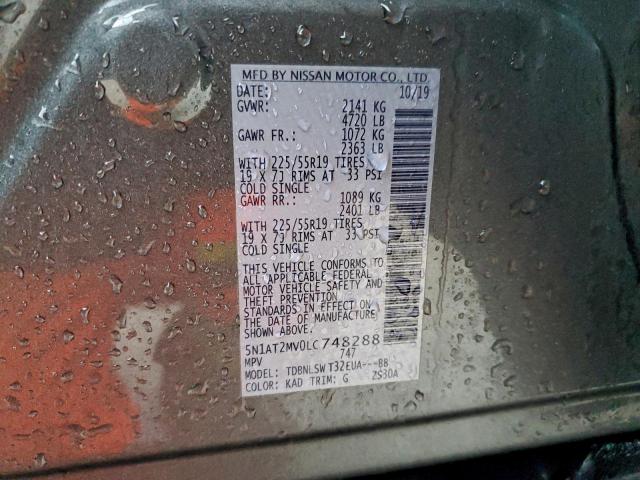 MFD BY NISSAN MOTOR CO., LTD.
DATE: 10/19
GVWR: 2141 KG
4720 LB
GAWR FR.: 1072 KG
2363 LB
WITH 225/55R19 TIRES
19 X 7J RIMS AT 33 PSI
COLD SINGLE
GAWR RR.: 1089 KG
2401 LB
WITH 225/55R19 TIRES
19 X 7J RIMS AT 33 PSI
COLD SINGLE
THIS VEHICLE CONFORMS TO
ALL APPLICABLE FEDERAL
MOTOR VEHICLE SAFETY AND
THEFT PREVENTION
STANDARDS IN EFFECT ON
THE DATE OF MANUFACTURE
SHOWN ABOVE.
5N1AT2MV0LC748288
MPV 747
MODEL: TDBNLSWT32EUA---BB
COLOR: KAD TRIM: G 2S30A